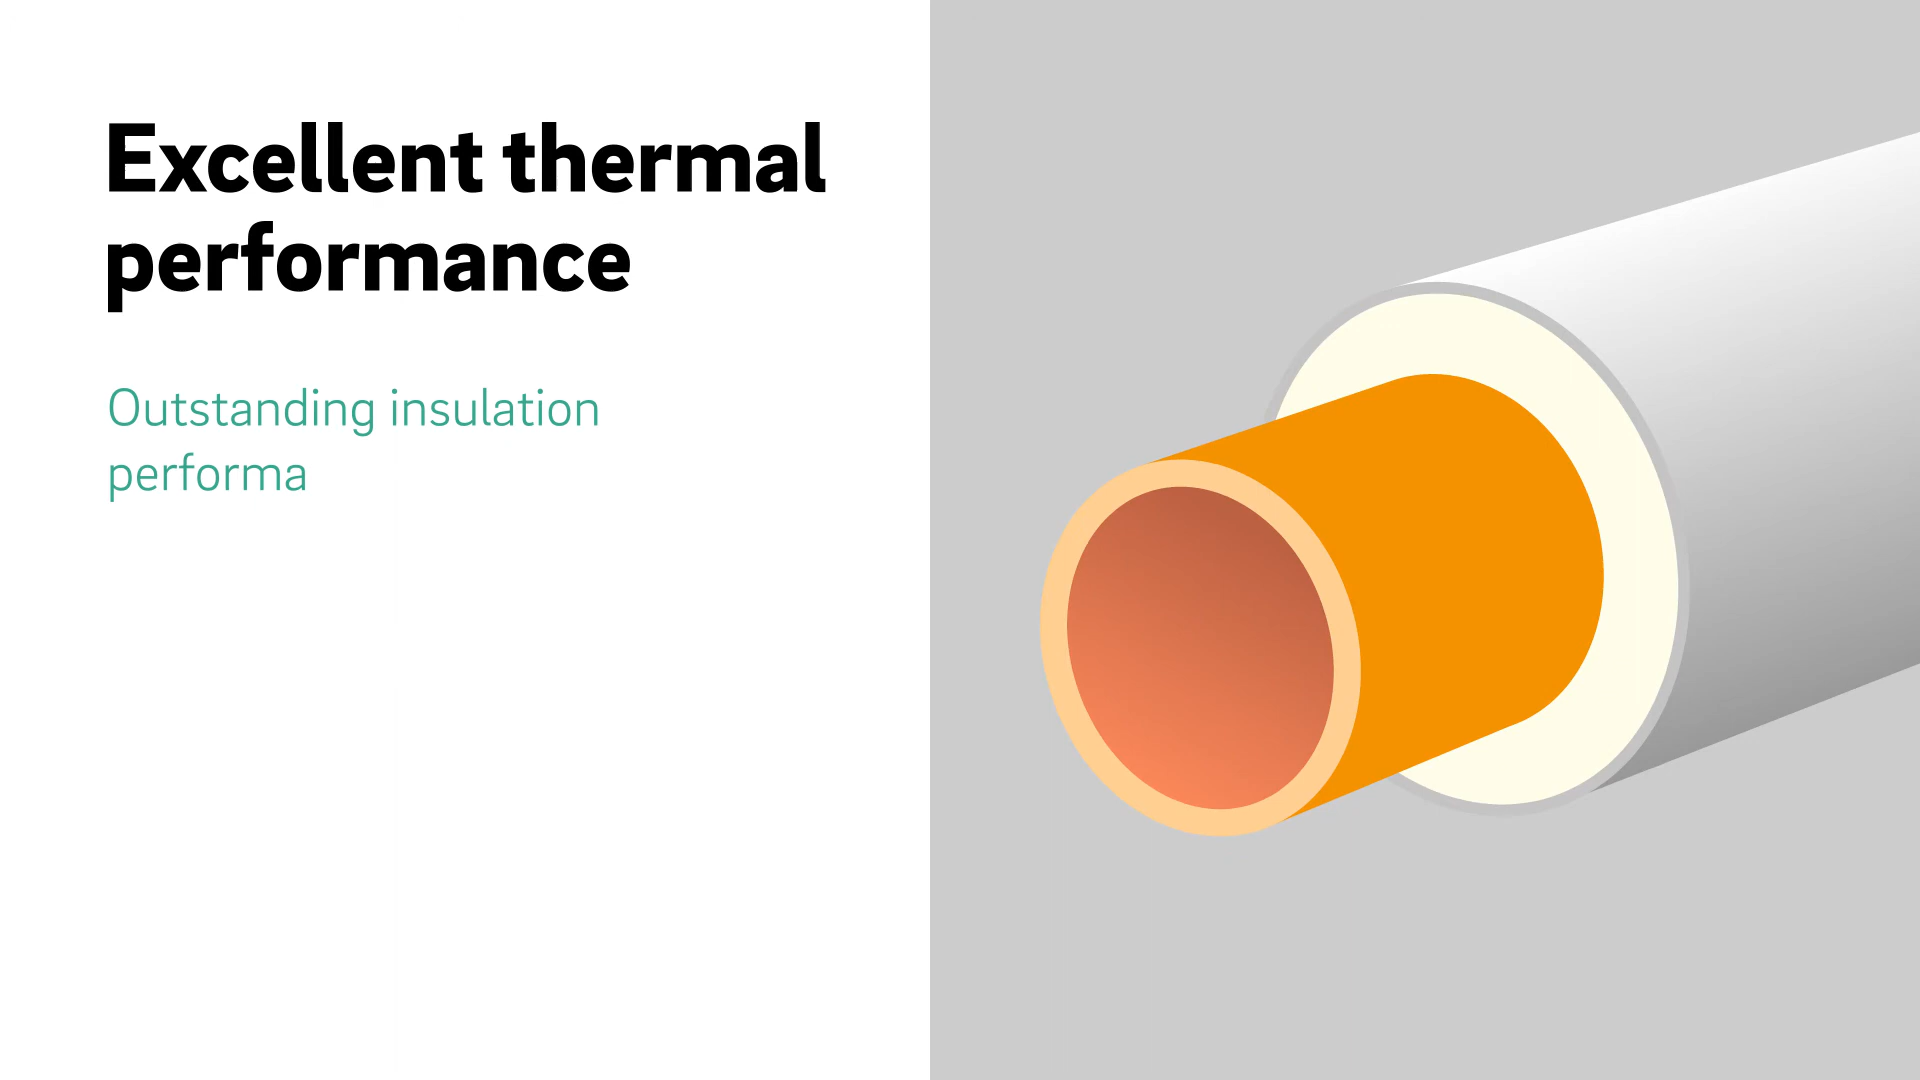 Excellent thermal
performance
Outstanding insulation
performa